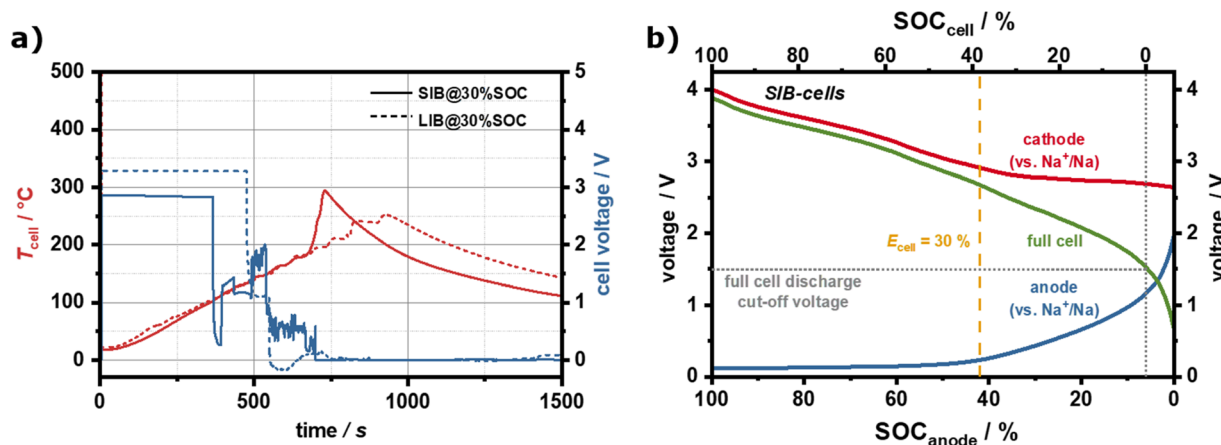 a)
500
400
300
200
100
0
T_cell / °C
SIB@30%SOC
LIB@30%SOC
5
4
3
2
1
0
cell voltage / V
0
500
1000
1500
time / s
b)
SOC_cell / %
100
80
60
40
20
0
4
3
2
1
0
voltage / V
SIB-cells
cathode
(vs. Na⁺/Na)
E_cell = 30 %
full cell
full cell discharge
cut-off voltage
anode
(vs. Na⁺/Na)
4
3
2
1
0
voltage / V
100
80
60
40
20
0
SOC_anode / %